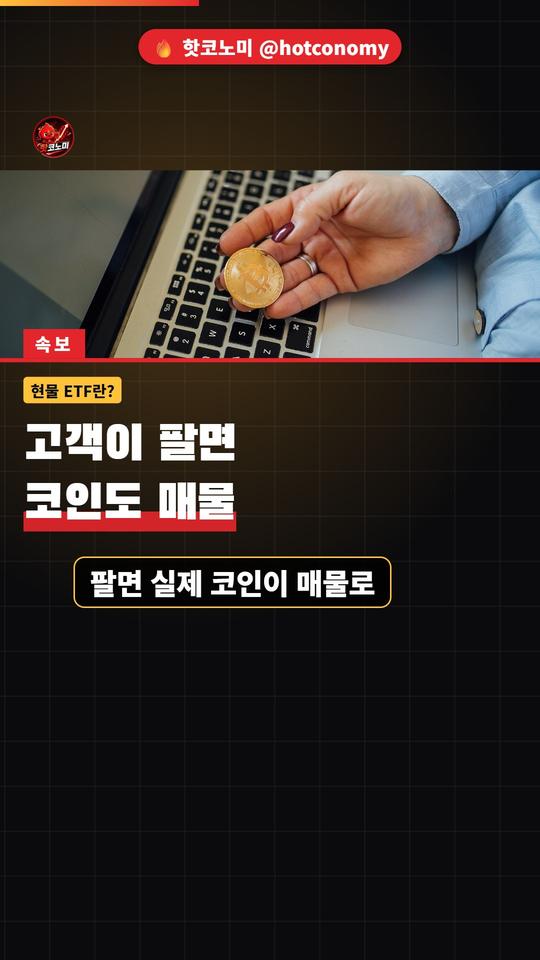 🔥 핫코노미 @hotconomy
핫코노미
속보
현물 ETF란?
고객이 팔면
코인도 매물
팔면 실제 코인이 매물로